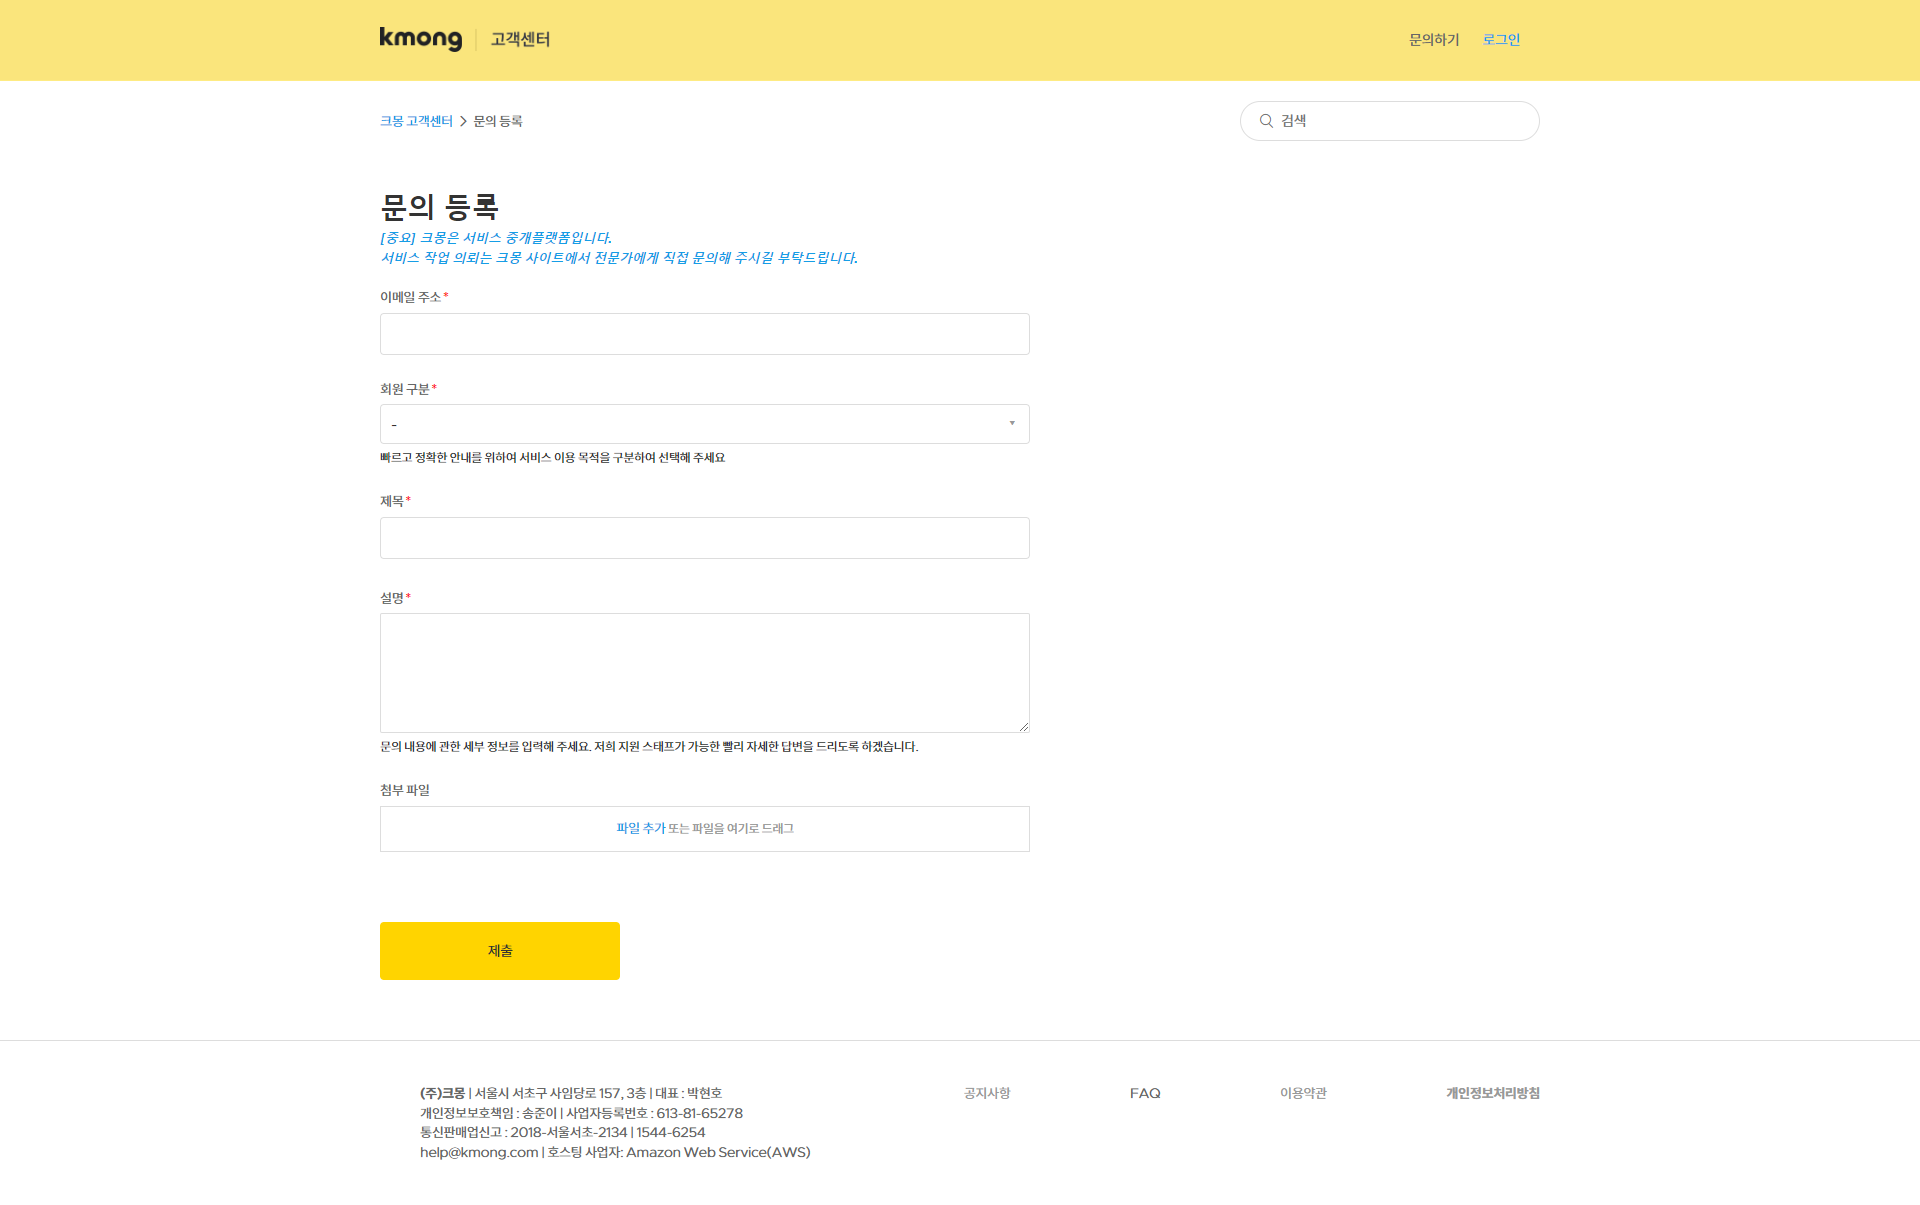 kmong 고객센터
문의하기 로그인
크몽 고객센터 > 문의 등록
검색
문의 등록
[중요] 크몽은 서비스 중개플랫폼입니다.
서비스 작업 의뢰는 크몽 사이트에서 전문가에게 직접 문의해 주시길 부탁드립니다.
이메일 주소*
회원 구분*
-
빠르고 정확한 안내를 위하여 서비스 이용 목적을 구분하여 선택해 주세요
제목*
설명*
문의 내용에 관한 세부 정보를 입력해 주세요. 저희 지원 스태프가 가능한 빨리 자세한 답변을 드리도록 하겠습니다.
첨부 파일
파일 추가 또는 파일을 여기로 드래그
제출
(주)크몽 | 서울시 서초구 사임당로 157, 3층 | 대표 : 박현호
개인정보보호책임 : 송준이 | 사업자등록번호 : 613-81-65278
통신판매업신고 : 2018-서울서초-2134 | 1544-6254
help@kmong.com | 호스팅 사업자: Amazon Web Service(AWS)
공지사항
FAQ
이용약관
개인정보처리방침